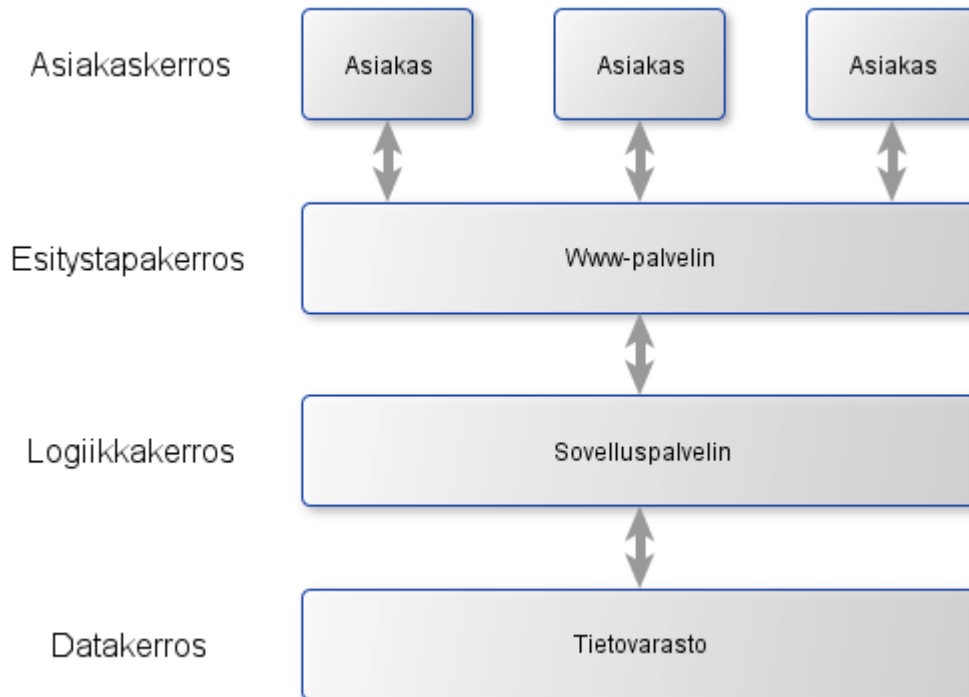 Asiakaskerros
Asiakas
Asiakas
Asiakas
Esitystapakerros
Www-palvelin
Logiikkakerros
Sovelluspalvelin
Datakerros
Tietovarasto